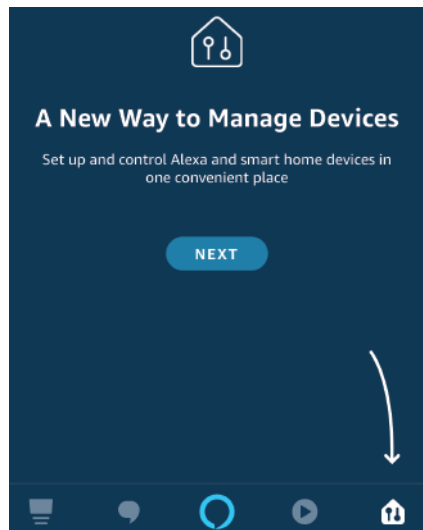 A New Way to Manage Devices
Set up and control Alexa and smart home devices in
one convenient place
NEXT